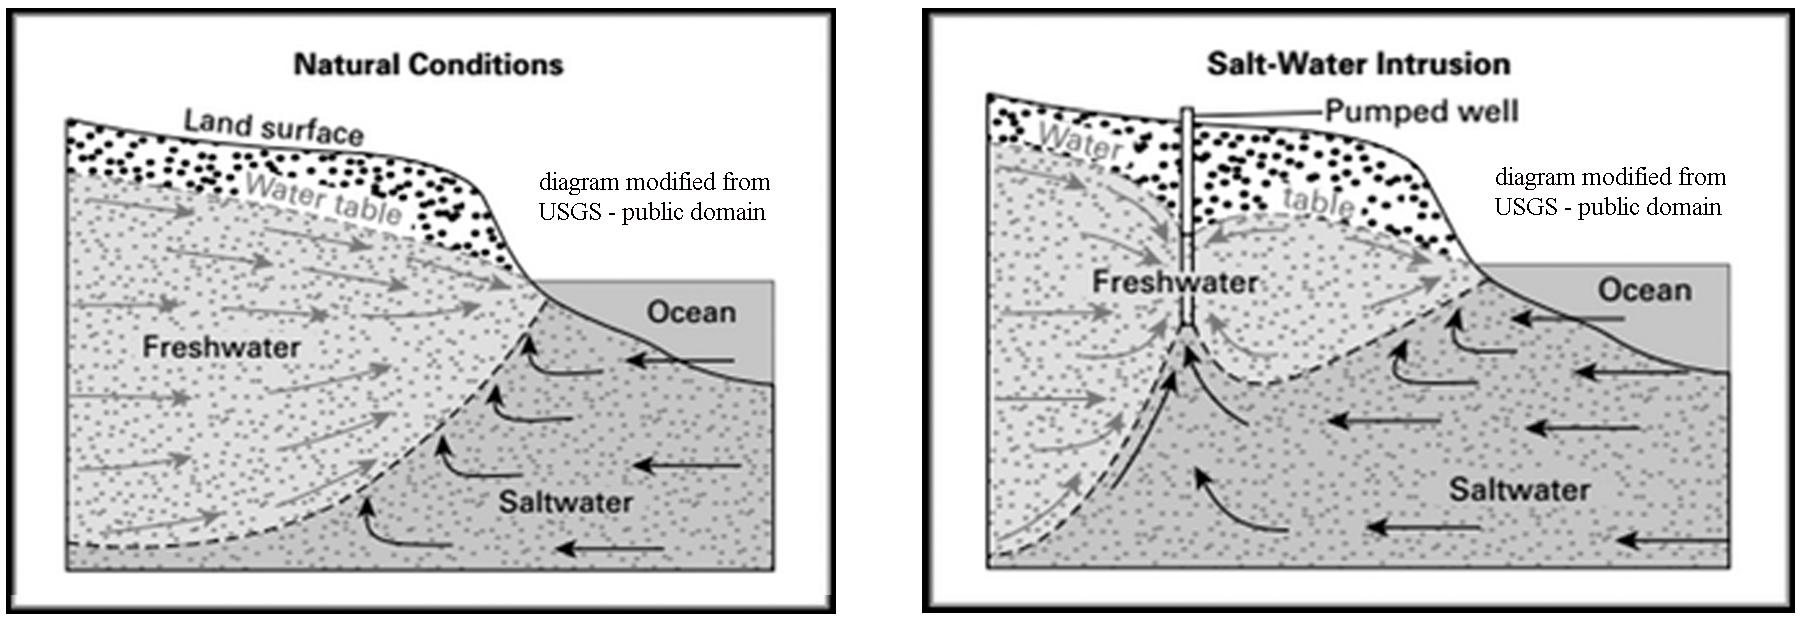 Natural Conditions
Land surface
Water table
diagram modified from
USGS - public domain
Ocean
Freshwater
Saltwater
Salt-Water Intrusion
Pumped well
Water
table
diagram modified from
USGS - public domain
Freshwater
Ocean
Saltwater